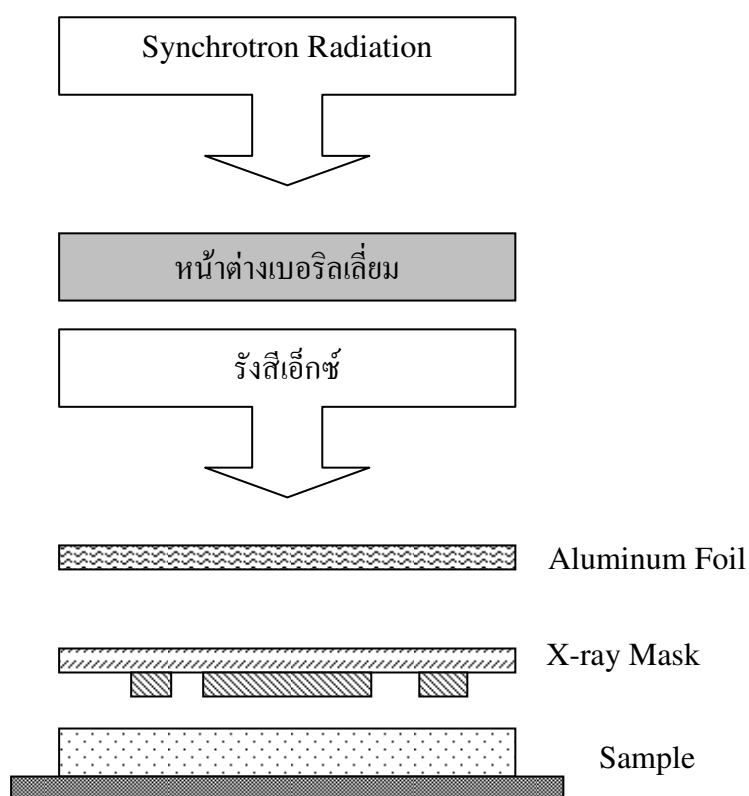 Synchrotron Radiation
หน้าต่างเบอริลเลี่ยม
รังสีเอ็กซ์
Aluminum Foil
X-ray Mask
Sample